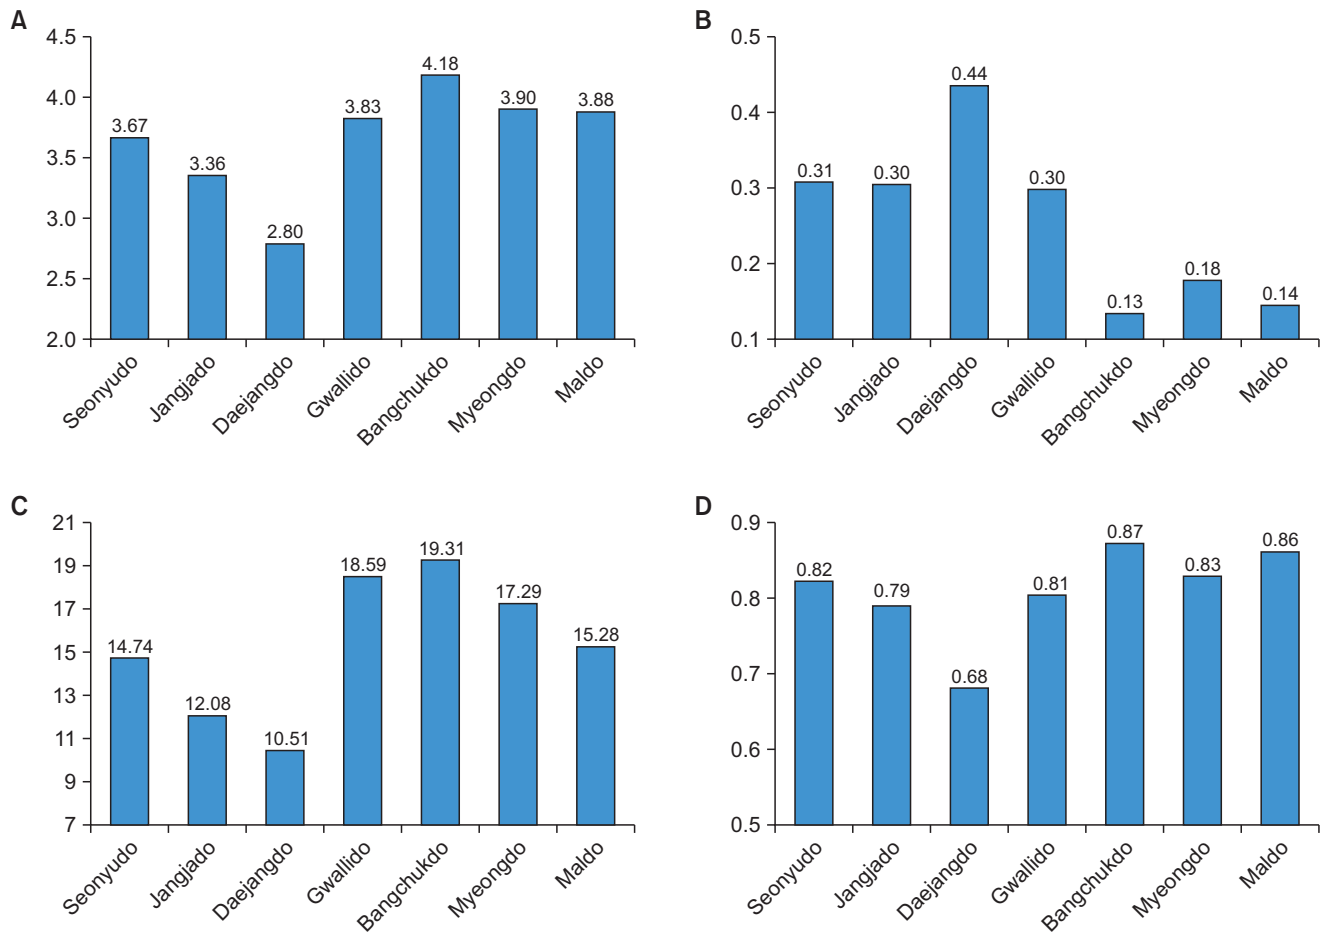 A
4.5
4.0
3.5
3.0
2.5
2.0
3.67
3.36
2.80
3.83
4.18
3.90
3.88
Seonyudo
Jangjado
Daejangdo
Gwallido
Bangchukdo
Myeongdo
Maldo
B
0.5
0.4
0.3
0.2
0.1
0.31
0.30
0.44
0.30
0.13
0.18
0.14
Seonyudo
Jangjado
Daejangdo
Gwallido
Bangchukdo
Myeongdo
Maldo
C
21
19
17
15
13
11
9
7
14.74
12.08
10.51
18.59
19.31
17.29
15.28
Seonyudo
Jangjado
Daejangdo
Gwallido
Bangchukdo
Myeongdo
Maldo
D
0.9
0.8
0.7
0.6
0.5
0.82
0.79
0.68
0.81
0.87
0.83
0.86
Seonyudo
Jangjado
Daejangdo
Gwallido
Bangchukdo
Myeongdo
Maldo